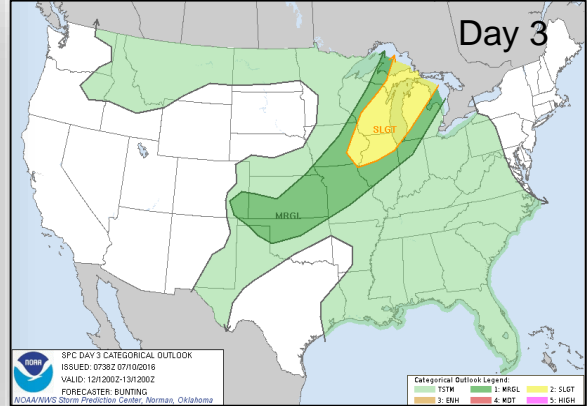 Day 3
SLGT
MRGL
NOAA
SPC DAY 3 CATEGORICAL OUTLOOK
ISSUED: 0738Z 07/10/2016
VALID: 12/1200Z-13/1200Z
FORECASTER: BUNTING
NOAA/NWS Storm Prediction Center, Norman, Oklahoma
Categorical Outlook Legend:
TSTM 1: MRGL 2: SLGT
3: ENH 4: MDT 5: HIGH